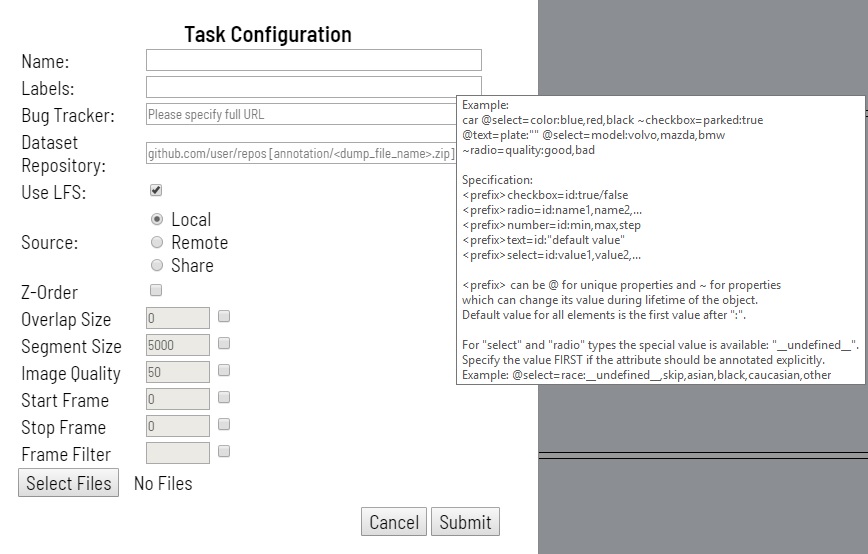 Task Configuration
Name:
Labels:
Bug Tracker:
Please specify full URL
Dataset
Repository:
github.com/user/repos [annotation/<dump_file_name>.zip]
Use LFS:
Source:
Local
Remote
Share
Z-Order
Overlap Size
0
Segment Size
5000
Image Quality
50
Start Frame
0
Stop Frame
0
Frame Filter
Select Files
No Files
Cancel
Submit
Example:
car @select=color:blue,red,black ~checkbox=parked:true
@text=plate:"" @select=model:volvo,mazda,bmw
~radio=quality:good,bad
Specification:
<prefix>checkbox=id:true/false
<prefix>radio=id:name1,name2,...
<prefix>number=id:min,max,step
<prefix>text=id:"default value"
<prefix>select=id:value1,value2,...
<prefix> can be @ for unique properties and ~ for properties
which can change its value during lifetime of the object.
Default value for all elements is the first value after ":".
For "select" and "radio" types the special value is available: "__undefined__".
Specify the value FIRST if the attribute should be annotated explicitly.
Example: @select=race:__undefined__,skip,asian,black,caucasian,other